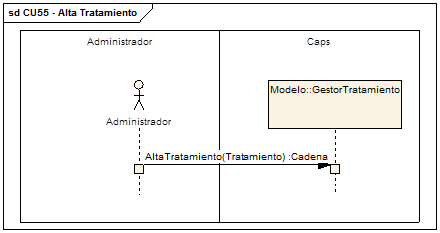 sd CU55 - Alta Tratamiento
Administrador
Caps
Modelo::GestorTratamiento
Administrador
AltaTratamiento(Tratamiento) :Cadena